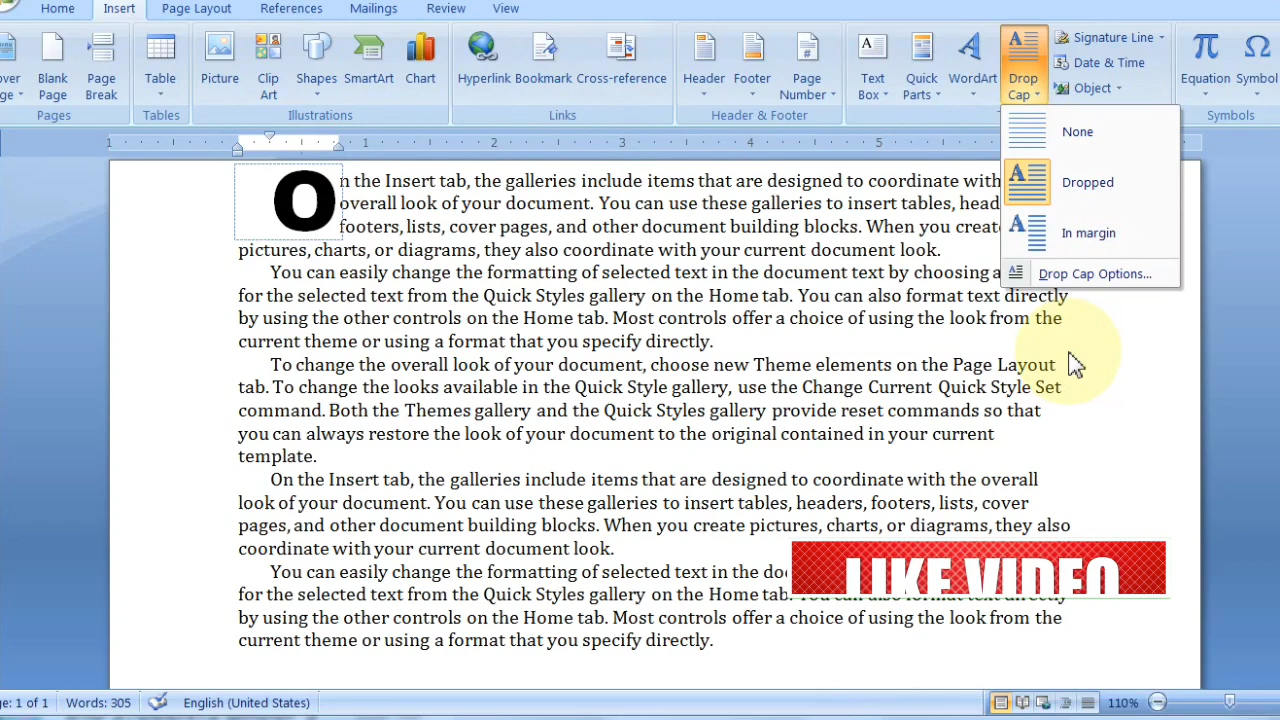 Home Insert Page Layout References Mailings Review View
Blank Page
Page Break
Table
Picture
Clip Art
Shapes
SmartArt
Chart
Hyperlink
Bookmark
Cross-reference
Header
Footer
Page Number
Text Box
Quick Parts
WordArt
Drop Cap
Signature Line
Date & Time
Object
Equation
Symbol
Pages Tables Illustrations Links Header & Footer Symbols
None
Dropped
In margin
Drop Cap Options...
1 1 2 3 4 5
On the Insert tab, the galleries include items that are designed to coordinate with
overall look of your document. You can use these galleries to insert tables,
footers, lists, cover pages, and other document building blocks. When you
pictures, charts, or diagrams, they also coordinate with your current document look.
You can easily change the formatting of selected text in the document text by choosing a
for the selected text from the Quick Styles gallery on the Home tab. You can also format text directly
by using the other controls on the Home tab. Most controls offer a choice of using the look from the
current theme or using a format that you specify directly.
To change the overall look of your document, choose new Theme elements on the Page Layout
tab. To change the looks available in the Quick Style gallery, use the Change Current Quick Style Set
command. Both the Themes gallery and the Quick Styles gallery provide reset commands so that
you can always restore the look of your document to the original contained in your current
template.
On the Insert tab, the galleries include items that are designed to coordinate with the overall
look of your document. You can use these galleries to insert tables, headers, footers, lists, cover
pages, and other document building blocks. When you create pictures, charts, or diagrams, they also
coordinate with your current document look.
You can easily change the formatting of selected text in the
for the selected text from the Quick Styles gallery on the Home tab. You can also format text directly
by using the other controls on the Home tab. Most controls offer a choice of using the look from the
current theme or using a format that you specify directly.
LIKE VIDEO
1 of 1 Words: 305 English (United States) 110%